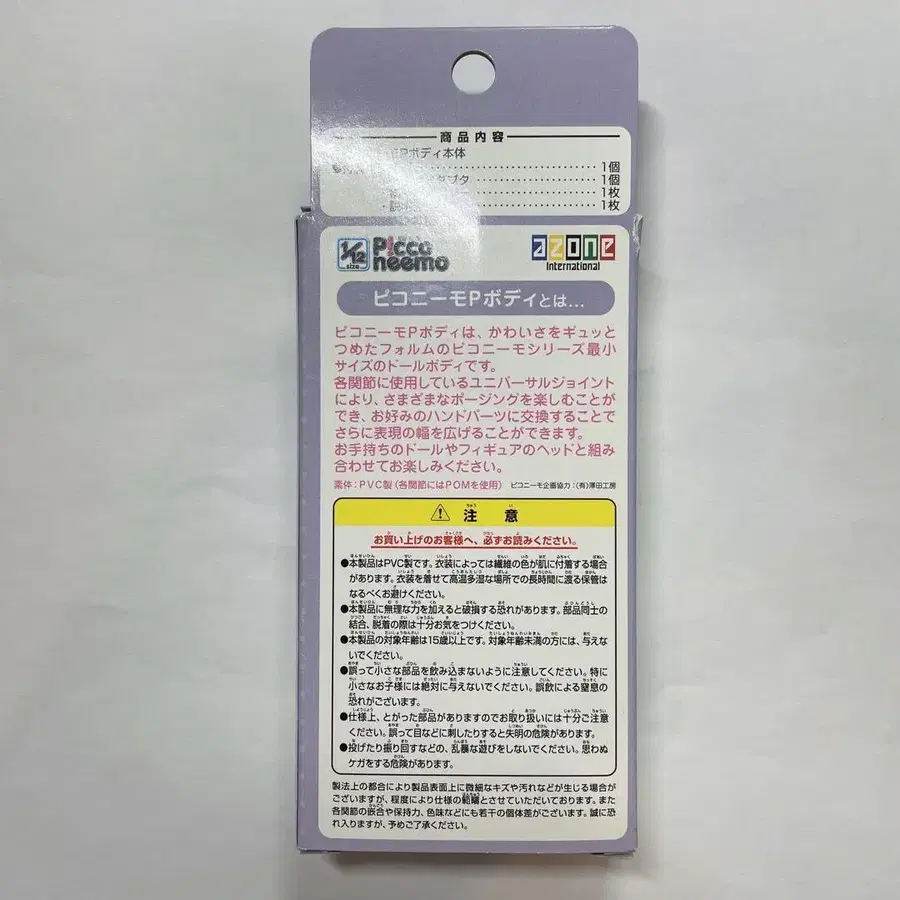 商品内容
Pボディ本体
1個
プタ 1個
1枚
1枚
1/12 size
Picco neemo
azone International
ピコニーモPボディとは…
ピコニーモPボディは、かわいさをギュッと
つめたフォルムのピコニーモシリーズ最小
サイズのドールボディです。
各関節に使用しているユニバーサルジョイント
により、さまざまなポージングを楽しむことが
でき、お好みのハンドパーツに交換することで
さらに表現の幅を広げることができます。
お手持ちのドールやフィギュアのヘッドと組み
合わせてお楽しみください。
素体：PVC製（各関節にはPOMを使用） ピコニーモ企画協力：(有)澤田工房
⚠ 注意
お買い上げのお客様へ、必ずお読みください。
●本製品はPVC製です。衣装によっては繊維の色が肌に付着する場合
があります。衣装を着せて高温多湿な場所での長時間に渡る保管は
なるべくお避けください。
●本製品に無理な力を加えると破損する恐れがあります。部品同士の
結合、脱着の際は十分お気をつけください。
●本製品の対象年齢は15歳以上です。対象年齢未満の方には、与えな
いでください。
●誤って小さな部品を飲み込まないように注意してください。特に
小さなお子様には絶対に与えないでください。誤飲による窒息の
恐れがございます。
●仕様上、とがった部品がありますのでお取り扱いには十分ご注意
ください。誤って目などに刺したりすると失明の危険があります。
●投げたり振り回すなどの、乱暴な遊びをしないでください。思わぬ
ケガをする危険があります。
製法上の都合により製品表面上に微細なキズや汚れなどが生じる場合が
ございますが、程度により仕様の範疇とさせていただいております。また
各関節の嵌合や保持力、色味などにも若干の個体差がございます。誠に恐
れ入りますが、予めご了承ください。